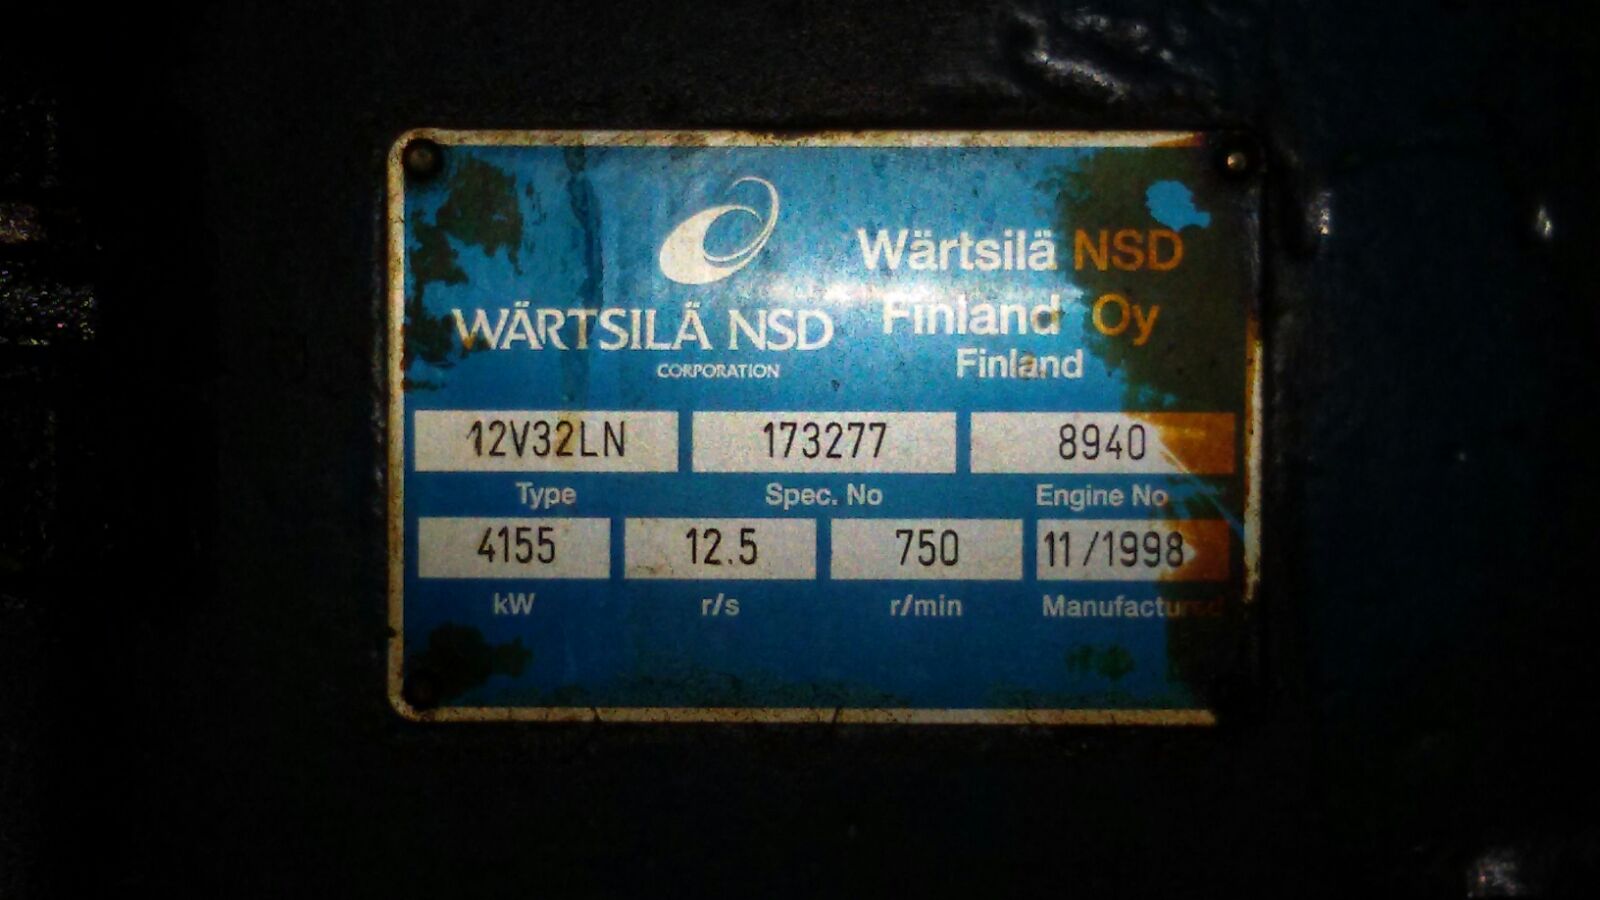 WÄRTSILÄ NSD
CORPORATION
Wärtsilä NSD
Finland Oy
Finland
12V32LN 173277 8940
Type Spec. No Engine No
4155 12.5 750 11/1998
kW r/s r/min Manufactured